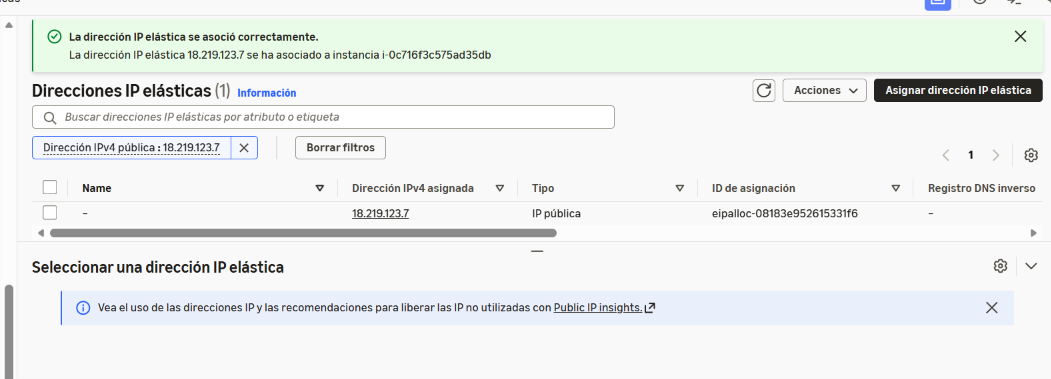 La dirección IP elástica se asoció correctamente.
La dirección IP elástica 18.219.123.7 se ha asociado a instancia i-0c716f3c575ad35db
Direcciones IP elásticas (1) Información
Acciones
Asignar dirección IP elástica
Buscar direcciones IP elásticas por atributo o etiqueta
Dirección IPv4 pública : 18.219.123.7
Borrar filtros
1
Name Dirección IPv4 asignada Tipo ID de asignación Registro DNS inverso
– 18.219.123.7 IP pública eipalloc-08183e952615331f6 –
Seleccionar una dirección IP elástica
Vea el uso de las direcciones IP y las recomendaciones para liberar las IP no utilizadas con Public IP insights.